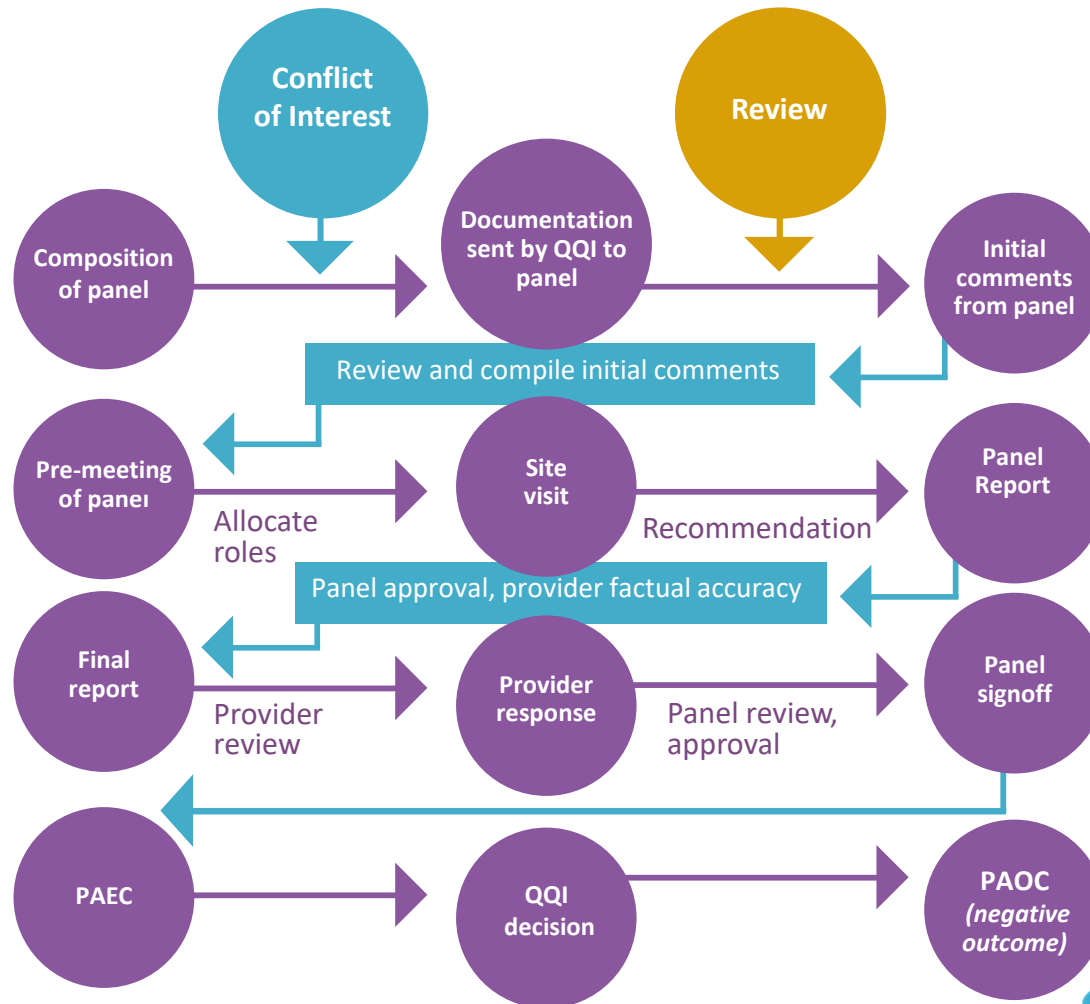 Conflict
of Interest
Review
Composition
of panel
Documentation
sent by QQI to
panel
Initial
comments
from panel
Review and compile initial comments
Pre-meeting
of panel
Allocate
roles
Site
visit
Recommendation
Panel
Report
Panel approval, provider factual accuracy
Final
report
Provider
review
Provider
response
Panel review,
approval
Panel
signoff
PAEC
QQI
decision
PAOC
(negative
outcome)